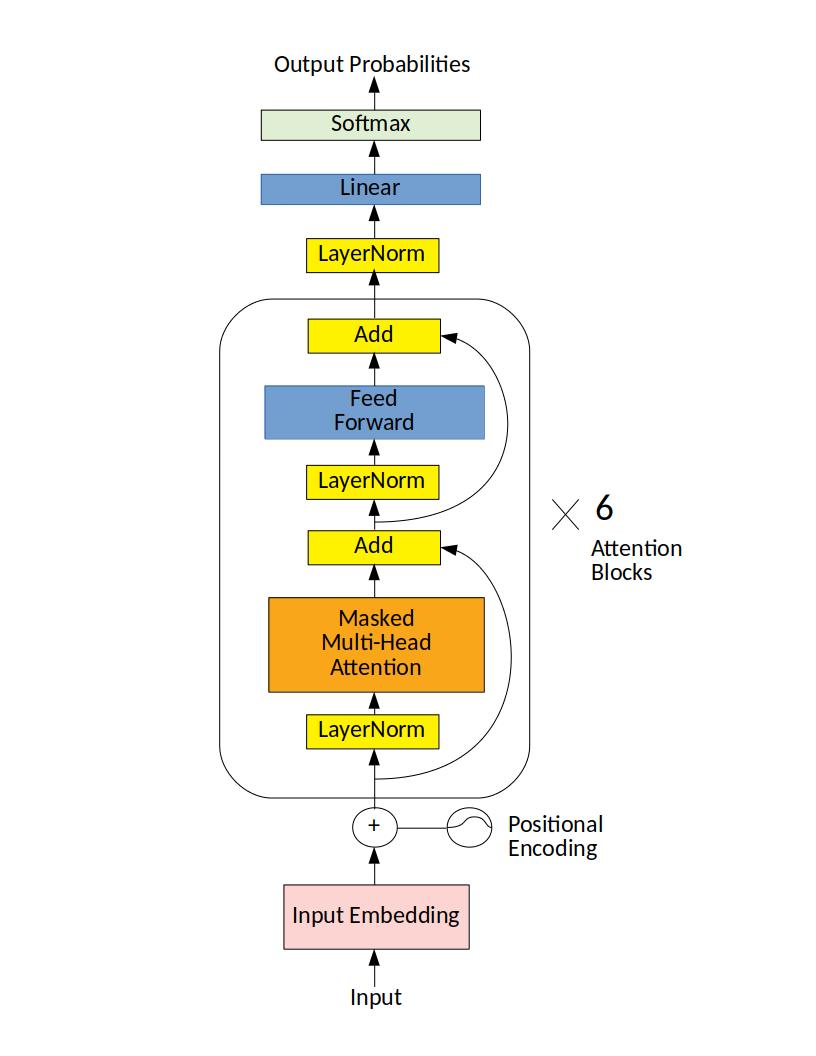 Output Probabilities
Softmax
Linear
LayerNorm
Add
Feed
Forward
LayerNorm
Add
Masked
Multi-Head
Attention
LayerNorm
× 6
Attention
Blocks
+
Positional
Encoding
Input Embedding
Input